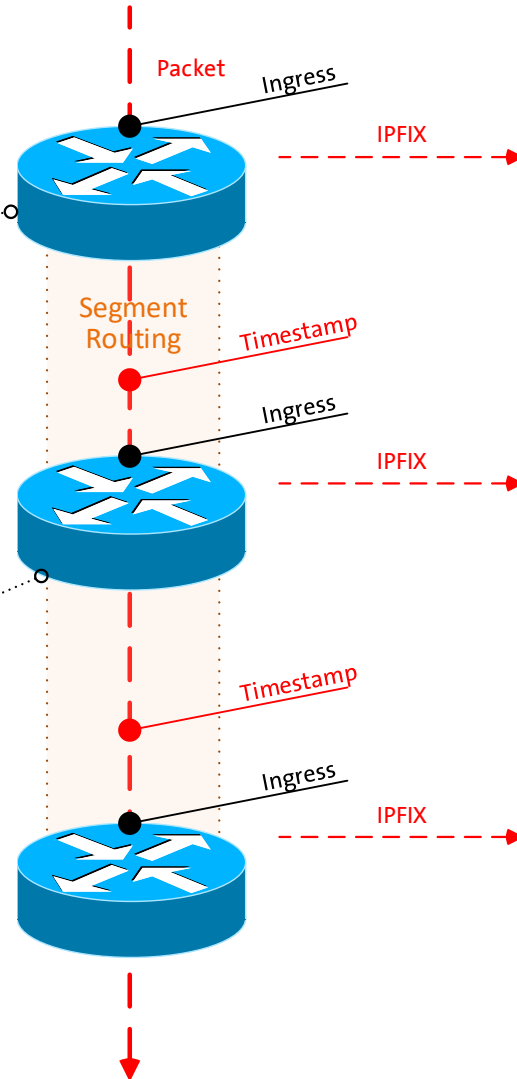 Packet
Ingress
IPFIX
Segment
Routing
Timestamp
Ingress
IPFIX
Timestamp
Ingress
IPFIX